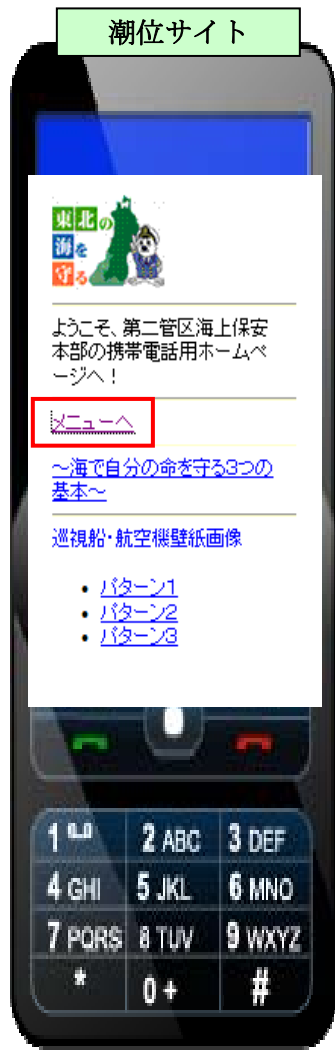 潮位サイト
東北の
海を
守る
ようこそ、第二管区海上保安
本部の携帯電話用ホームペ
ージへ！
メニューへ
～海で自分の命を守る3つの
基本～
巡視船・航空機壁紙画像
• パターン1
• パターン2
• パターン3
1 2 ABC 3 DEF
4 GHI 5 JKL 6 MNO
7 PQRS 8 TUV 9 WXYZ
* 0 + #